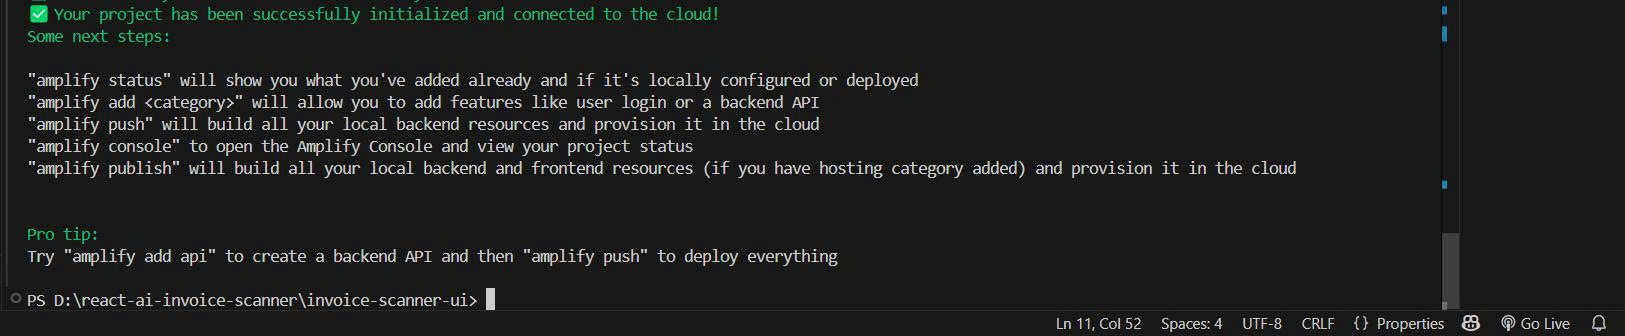 ✅ Your project has been successfully initialized and connected to the cloud!
Some next steps:

"amplify status" will show you what you've added already and if it's locally configured or deployed
"amplify add <category>" will allow you to add features like user login or a backend API
"amplify push" will build all your local backend resources and provision it in the cloud
"amplify console" to open the Amplify Console and view your project status
"amplify publish" will build all your local backend and frontend resources (if you have hosting category added) and provision it in the cloud

Pro tip:
Try "amplify add api" to create a backend API and then "amplify push" to deploy everything

PS D:\react-ai-invoice-scanner\invoice-scanner-ui>
Ln 11, Col 52 Spaces: 4 UTF-8 CRLF {} Properties Go Live